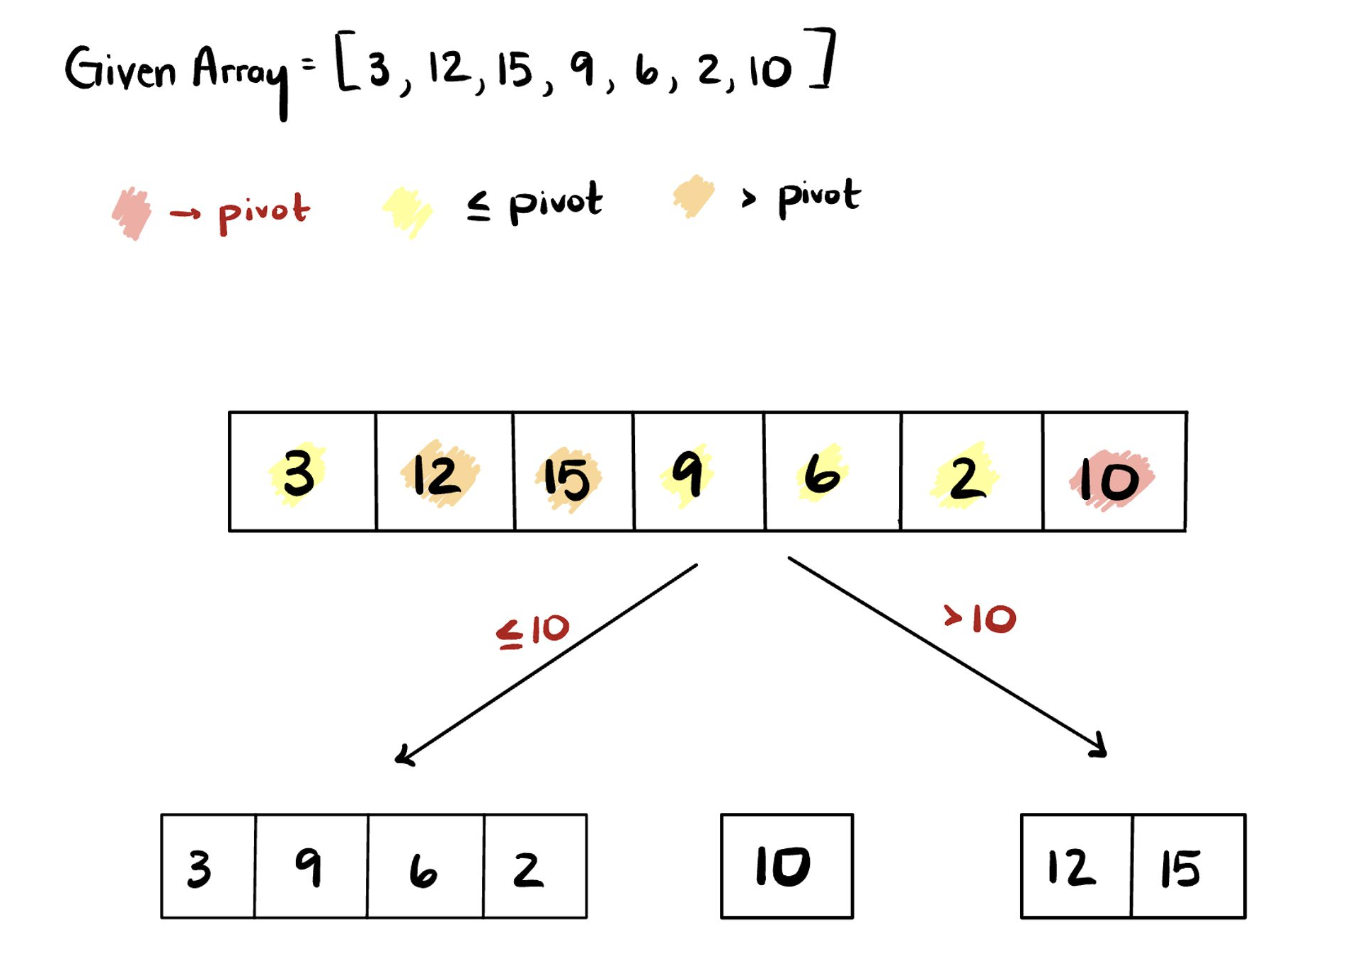 Given Array = [3, 12, 15, 9, 6, 2, 10]
→ pivot ≤ pivot > pivot
3 12 15 9 6 2 10
≤10 >10
3 9 6 2 10 12 15